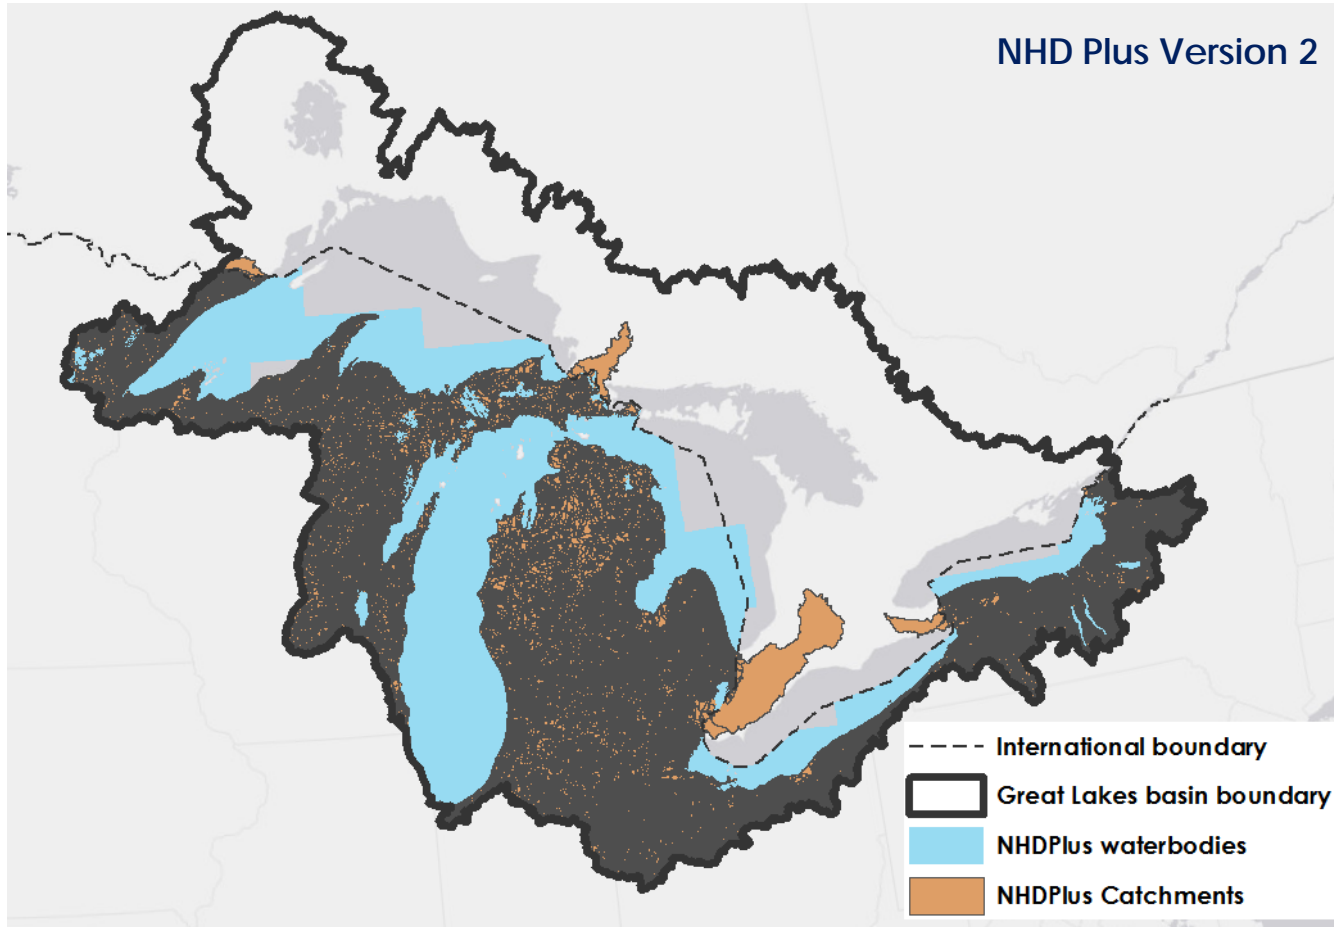 NHD Plus Version 2
International boundary
Great Lakes basin boundary
NHDPlus waterbodies
NHDPlus Catchments